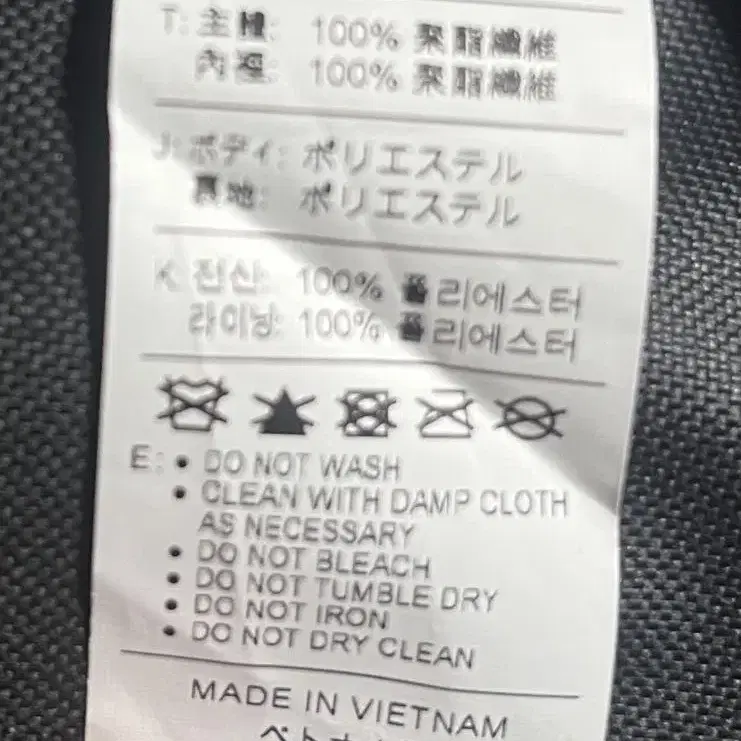 T: 主體: 100% 聚酯纖維
內裡: 100% 聚酯纖維
J: ボディ: ポリエステル
裏地: ポリエステル
K: 전신: 100% 폴리에스터
라이닝: 100% 폴리에스터
E: • DO NOT WASH
• CLEAN WITH DAMP CLOTH
AS NECESSARY
• DO NOT BLEACH
• DO NOT TUMBLE DRY
• DO NOT IRON
• DO NOT DRY CLEAN
MADE IN VIETNAM